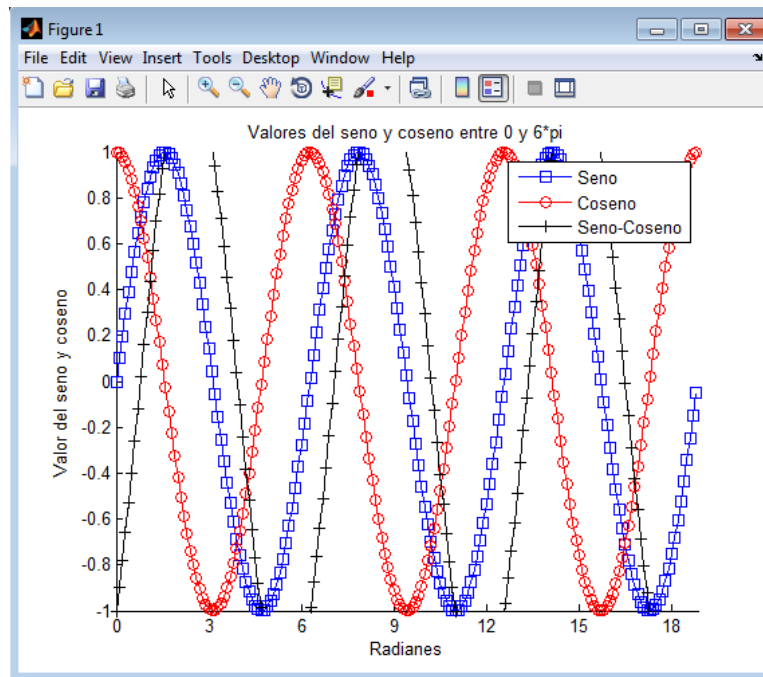 Figure 1
File Edit View Insert Tools Desktop Window Help
Valores del seno y coseno entre 0 y 6*pi
Seno
Coseno
Seno-Coseno
1
0.8
0.6
0.4
0.2
0
-0.2
-0.4
-0.6
-0.8
-1
Valor del seno y coseno
0 3 6 9 12 15 18
Radianes